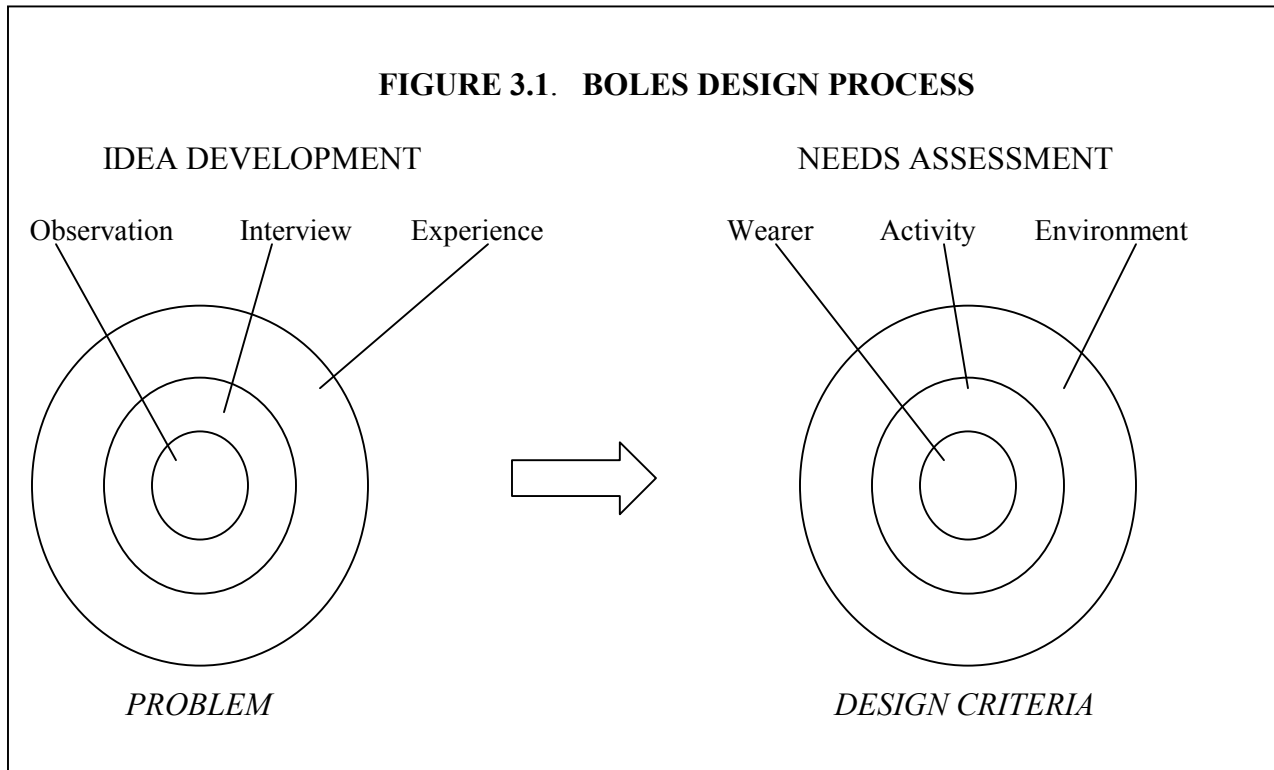 FIGURE 3.1. BOLES DESIGN PROCESS
IDEA DEVELOPMENT NEEDS ASSESSMENT
Observation Interview Experience Wearer Activity Environment
PROBLEM DESIGN CRITERIA